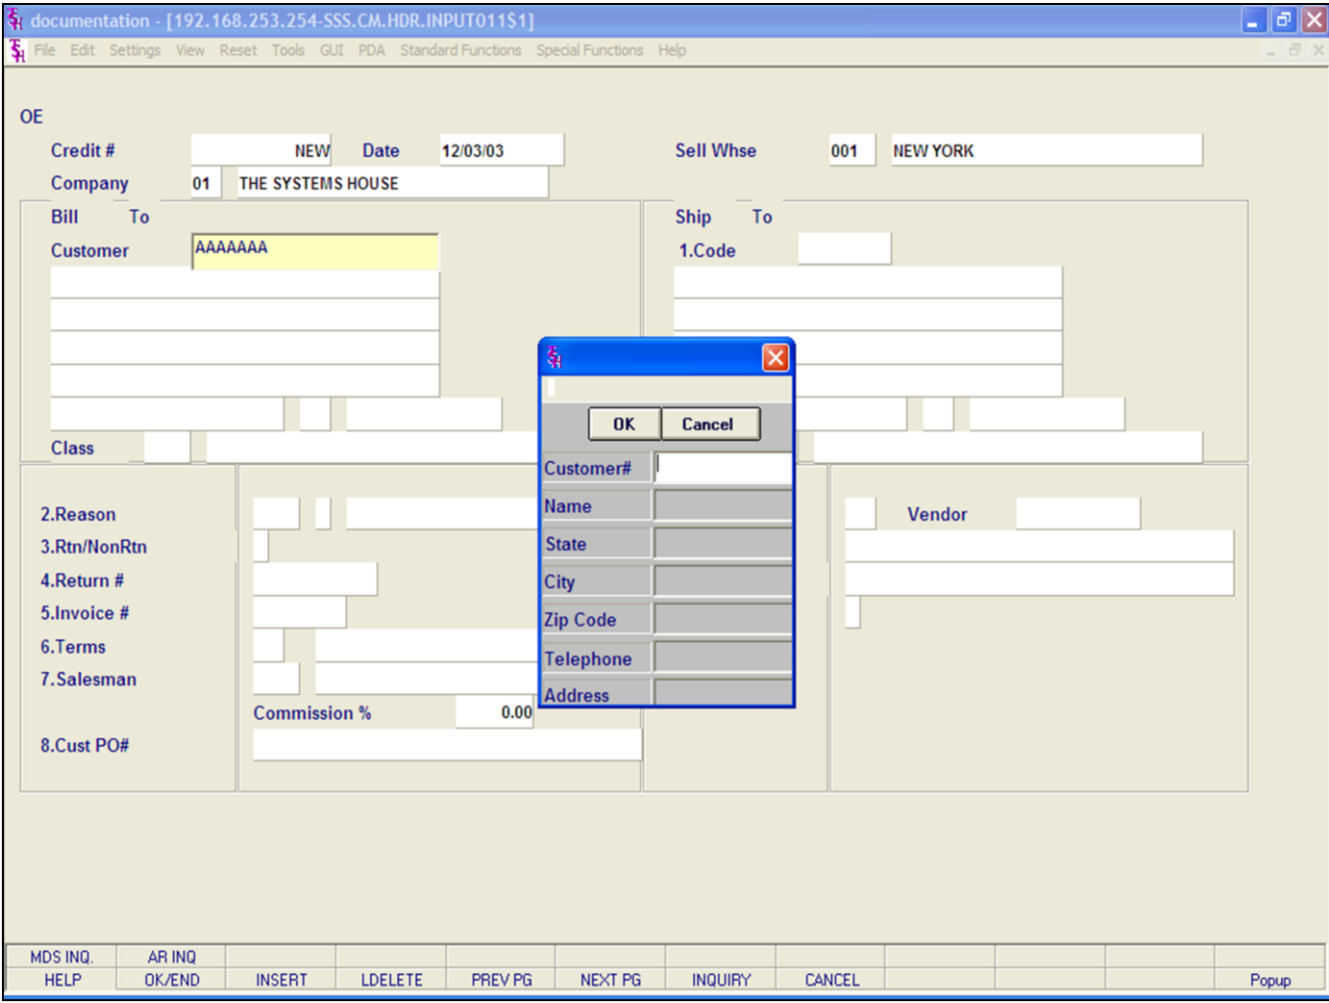 documentation - [192.168.253.254-SSS.CM.HDR.INPUT011$1]
File Edit Settings View Reset Tools GUI PDA Standard Functions Special Functions Help
OE
Credit # NEW Date 12/03/03 Sell Whse 001 NEW YORK
Company 01 THE SYSTEMS HOUSE
Bill To Ship To
Customer AAAAAAA 1.Code
OK Cancel
Class
Customer#
Name
2.Reason Vendor
State
3.Rtn/NonRtn
City
4.Return #
Zip Code
5.Invoice #
6.Terms
Telephone
7.Salesman
Address
Commission % 0.00
8.Cust PO#
MDS INQ. AR INQ
HELP OK/END INSERT LDELETE PREV PG NEXT PG INQUIRY CANCEL Popup